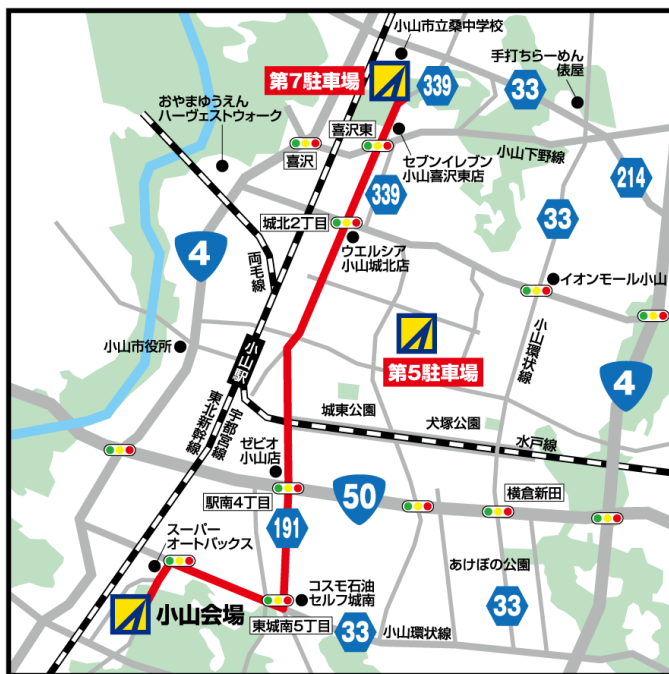 小山市立桑中学校
第7駐車場
339
手打ちらーめん
俵屋
33
おやまゆうえん
ハーヴェストウォーク
喜沢
喜沢東
セブンイレブン
小山喜沢東店
小山下野線
214
339
33
城北2丁目
ウエルシア
小山城北店
4
両毛線
イオンモール小山
小山市役所
小山駅
第5駐車場
小山環状線
4
東北新幹線
宇都宮線
城東公園
犬塚公園
水戸線
ゼビオ
小山店
駅南4丁目
50
横倉新田
191
スーパー
オートバックス
あけぼの公園
コスモ石油
セルフ城南
小山会場
東城南5丁目
33
小山環状線
33